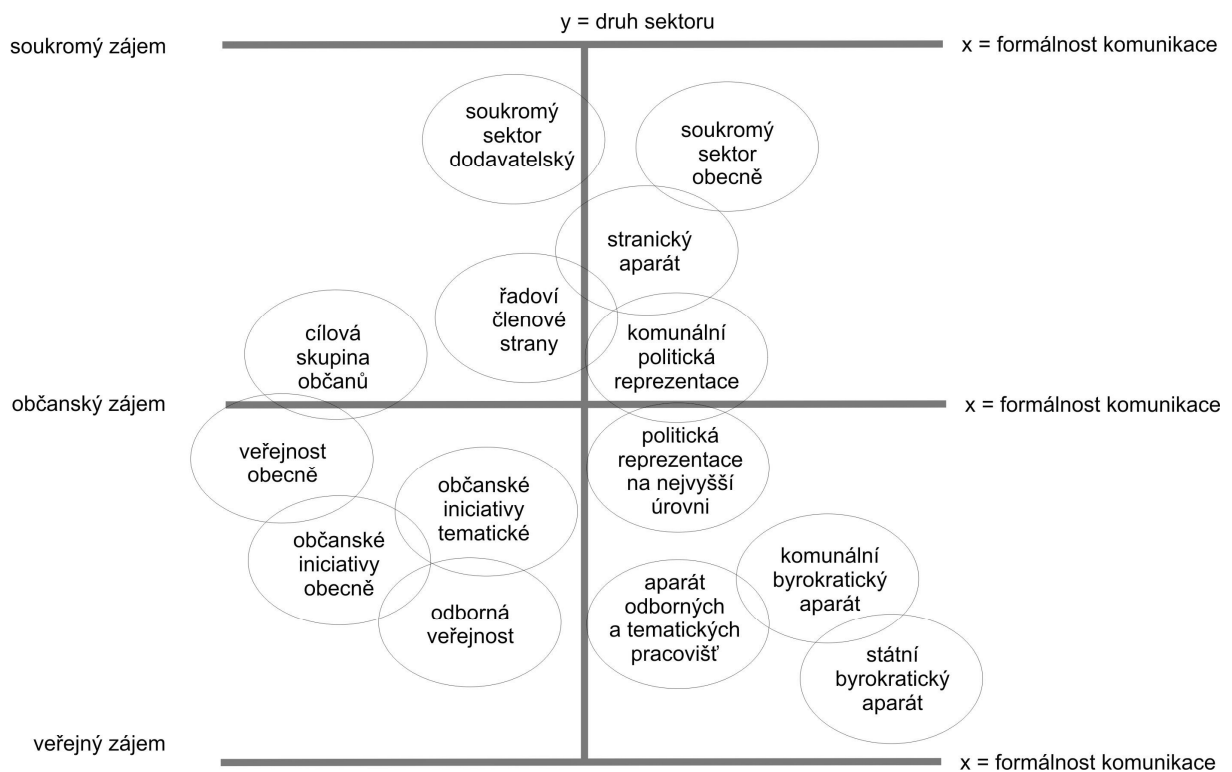 y = druh sektoru
soukromý zájem
x = formálnost komunikace
soukromý
sektor
dodavatelský
soukromý
sektor
obecně
stranický
aparát
řadoví
členové
strany
cílová
skupina
občanů
komunální
politická
reprezentace
občanský zájem
x = formálnost komunikace
veřejnost
obecně
politická
reprezentace
na nejvyšší
úrovni
občanské
iniciativy
tematické
občanské
iniciativy
obecně
komunální
byrokratický
aparát
odborná
veřejnost
aparát
odborných
a tematických
pracovišť
státní
byrokratický
aparát
veřejný zájem
x = formálnost komunikace